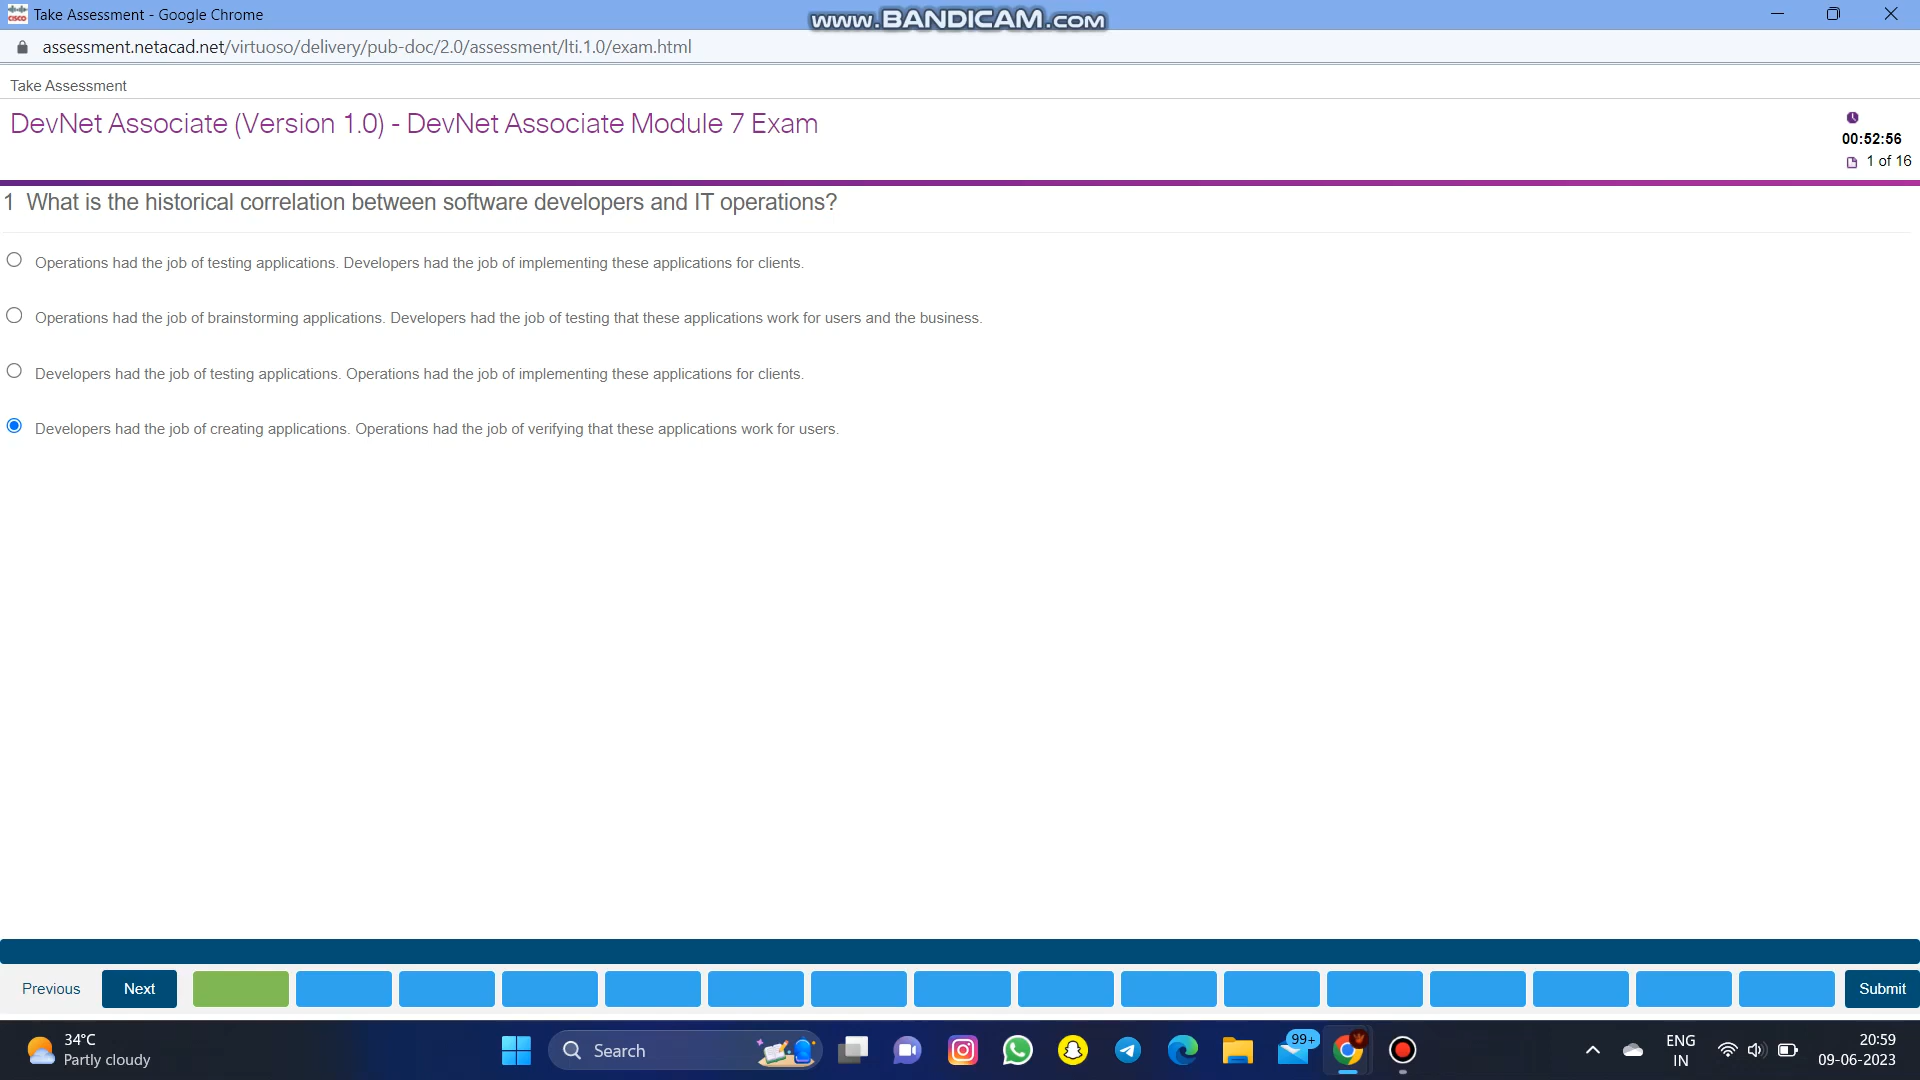 Take Assessment - Google Chrome
www.BANDICAM.com
assessment.netacad.net/virtuoso/delivery/pub-doc/2.0/assessment/lti.1.0/exam.html
Take Assessment
DevNet Associate (Version 1.0) - DevNet Associate Module 7 Exam
00:52:56
1 of 16
1 What is the historical correlation between software developers and IT operations?
Operations had the job of testing applications. Developers had the job of implementing these applications for clients.
Operations had the job of brainstorming applications. Developers had the job of testing that these applications work for users and the business.
Developers had the job of testing applications. Operations had the job of implementing these applications for clients.
Developers had the job of creating applications. Operations had the job of verifying that these applications work for users.
Previous
Next
Submit
34°C
Partly cloudy
Search
99+
ENG
IN
20:59
09-06-2023